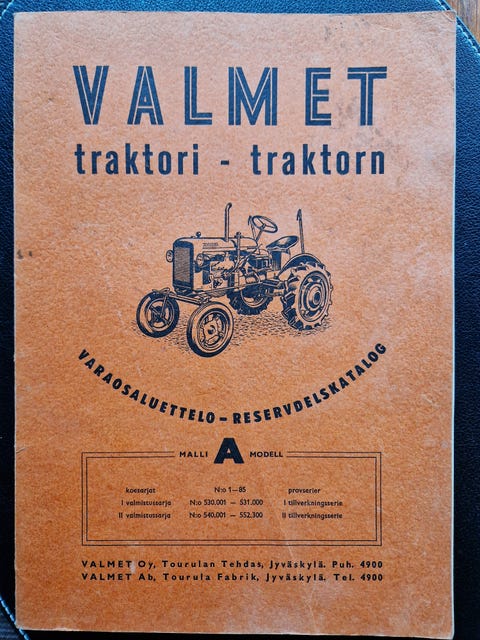 VALMET
traktori - traktorn
VARAOSALUETTELO - RESERVDELSKATALOG
MALLI A MODELL
koesarjat N:o 1—85 provserier
I valmistussarja N:o 530.001 — 531.000 I tillverkningsserie
II valmistussarja N:o 540.001 — 552.300 II tillverkningsserie
VALMET Oy, Tourulan Tehdas, Jyväskylä. Puh. 4900
VALMET Ab, Tourula Fabrik, Jyväskylä. Tel. 4900